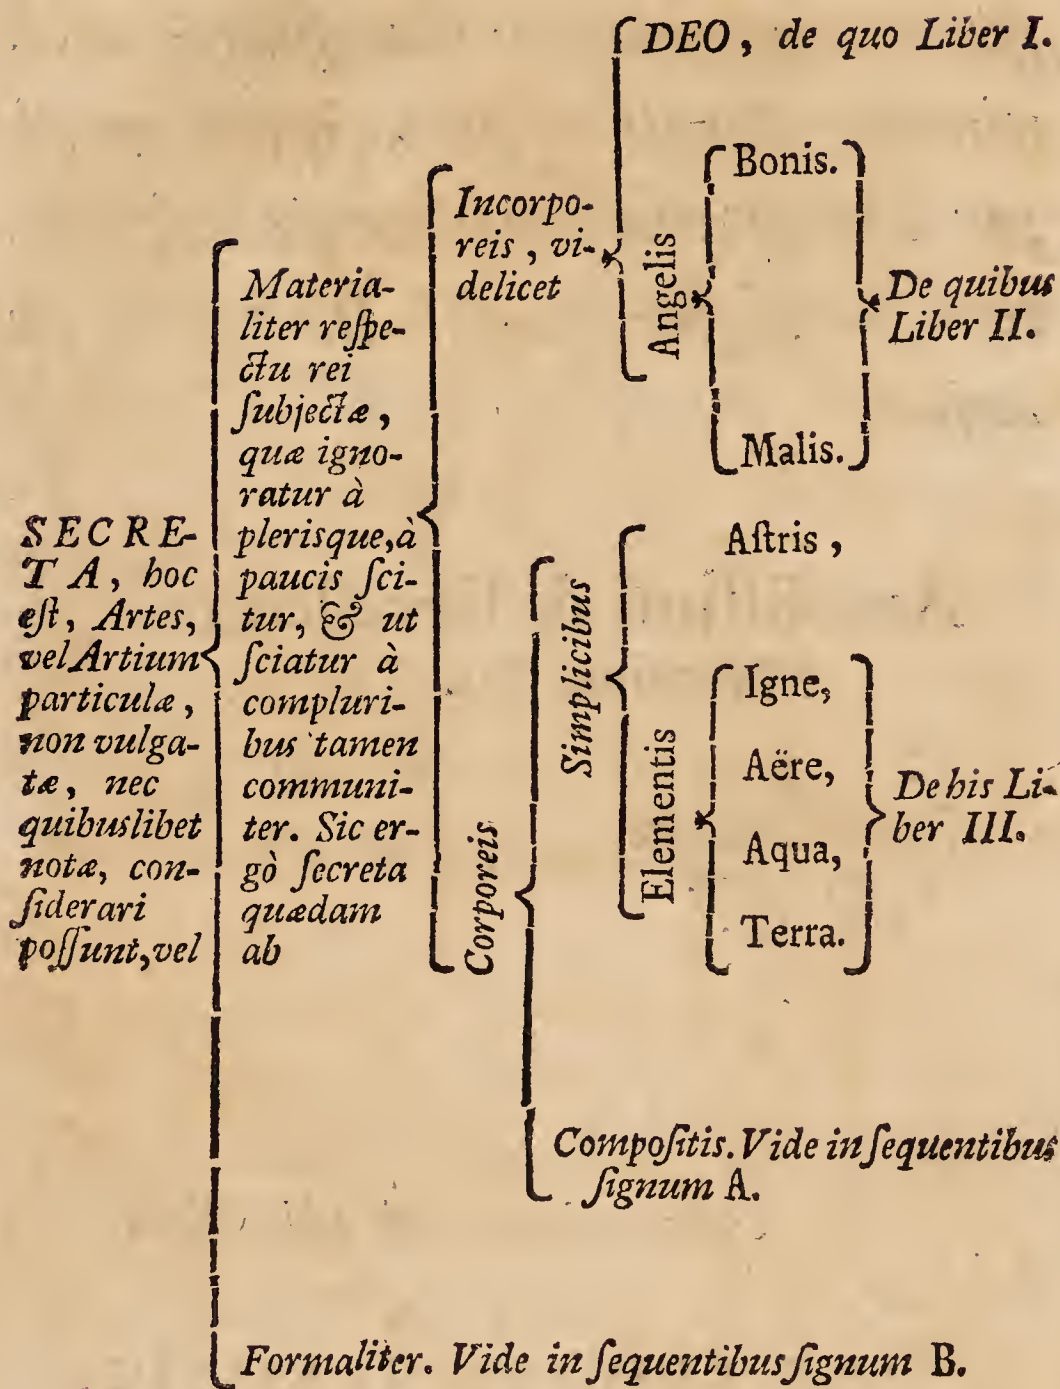 SECRE-
TA, hoc
eſt, Artes,
vel Artium
particulæ,
non vulga-
tæ, nec
quibuslibet
notæ, con-
ſiderari
poſſunt, vel
Materia-
liter reſpe-
ctu rei
ſubjectæ,
quæ igno-
ratur à
plerisque, à
paucis ſci-
tur, & ut
ſciatur à
compluri-
bus tamen
communi-
ter. Sic er-
gò ſecreta
quædam
ab
Incorpo-
reis, vi-
delicet
DEO, de quo Liber I.
Angelis
Bonis.
Malis.
De quibus
Liber II.
Corporeis
Simplicibus
Aſtris,
Elementis
Igne,
Aëre,
Aqua,
Terra.
De his Li-
ber III.
Compoſitis. Vide in ſequentibus
ſignum A.
Formaliter. Vide in ſequentibus ſignum B.